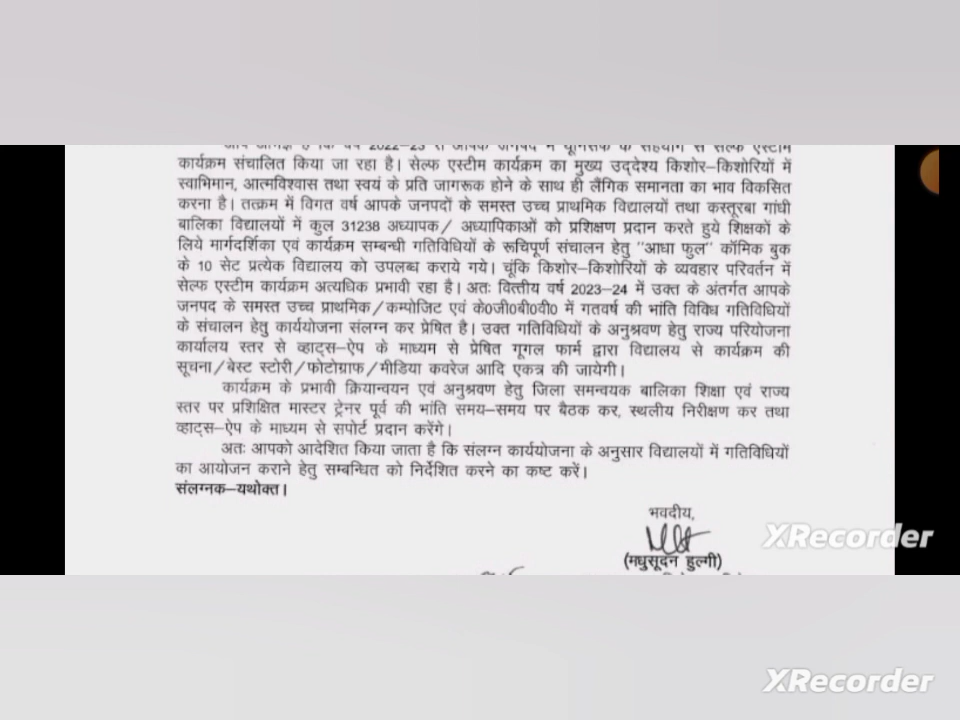 2022-23
कार्यक्रम संचालित किया जा रहा है। सेल्फ एस्टीम कार्यक्रम का मुख्य उद्देश्य किशोर-किशोरियों में
स्वाभिमान, आत्मविश्वास तथा स्वयं के प्रति जागरूक होने के साथ ही लैंगिक समानता का भाव विकसित
करना है। तत्क्रम में विगत वर्ष आपके जनपदों के समस्त उच्च प्राथमिक विद्यालयों तथा कस्तूरबा गांधी
बालिका विद्यालयों में कुल 31238 अध्यापक/ अध्यापिकाओं को प्रशिक्षण प्रदान करते हुये शिक्षकों के
लिये मार्गदर्शिका एवं कार्यक्रम सम्बन्धी गतिविधियों के रूचिपूर्ण संचालन हेतु "आधा फुल" कॉमिक बुक
के 10 सेट प्रत्येक विद्यालय को उपलब्ध कराये गये। चूंकि किशोर-किशोरियों के व्यवहार परिवर्तन में
सेल्फ एस्टीम कार्यक्रम अत्यधिक प्रभावी रहा है। अतः वित्तीय वर्ष 2023-24 में उक्त के अंतर्गत आपके
जनपद के समस्त उच्च प्राथमिक/कम्पोजिट एवं के0जी0बी0वी0 में गतवर्ष की भांति विविध गतिविधियों
के संचालन हेतु कार्ययोजना संलग्न कर प्रेषित है। उक्त गतिविधियों के अनुश्रवण हेतु राज्य परियोजना
कार्यालय स्तर से व्हाट्स-ऐप के माध्यम से प्रेषित गूगल फार्म द्वारा विद्यालय से कार्यक्रम की
सूचना/बेस्ट स्टोरी/फोटोग्राफ/मीडिया कवरेज आदि एकत्र की जायेगी।
कार्यक्रम के प्रभावी क्रियान्वयन एवं अनुश्रवण हेतु जिला समन्वयक बालिका शिक्षा एवं राज्य
स्तर पर प्रशिक्षित मास्टर ट्रेनर पूर्व की भांति समय-समय पर बैठक कर, स्थलीय निरीक्षण कर तथा
व्हाट्स-ऐप के माध्यम से सपोर्ट प्रदान करेंगे।
अतः आपको आदेशित किया जाता है कि संलग्न कार्ययोजना के अनुसार विद्यालयों में गतिविधियों
का आयोजन कराने हेतु सम्बन्धित को निर्देशित करने का कष्ट करें।
संलग्नक-यथोक्त।
भवदीय,
(मधुसूदन हुल्गी)
XRecorder
XRecorder